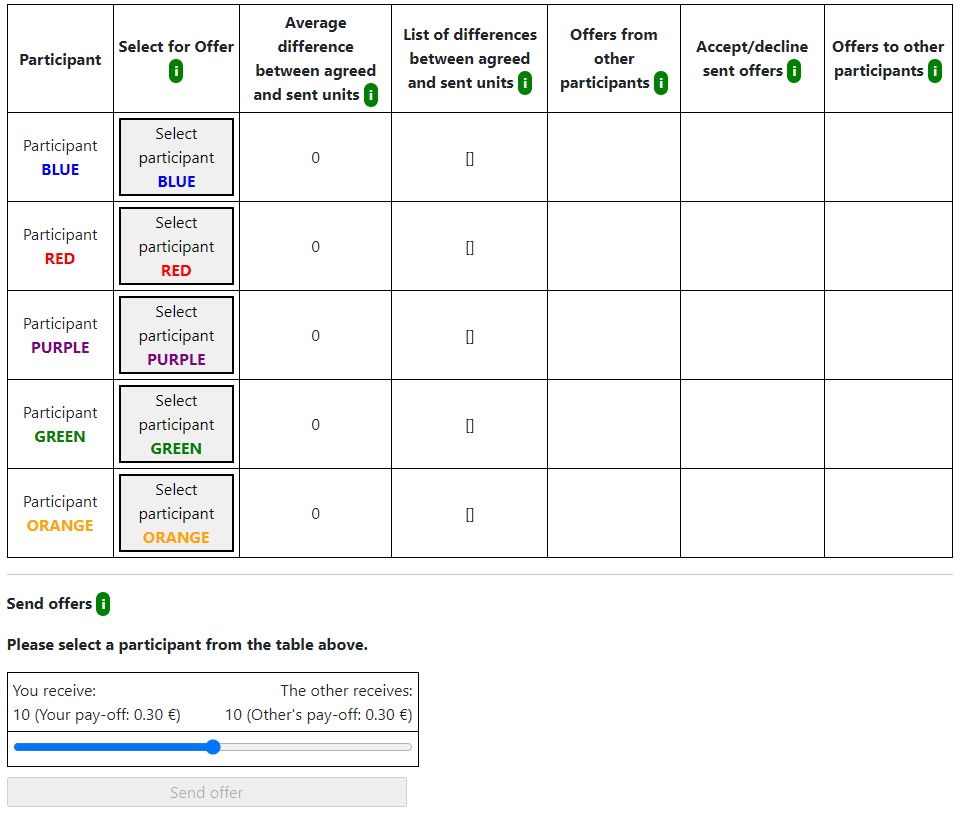 Participant
Select for Offer
i
Average
difference
between agreed
and sent units i
List of differences
between agreed
and sent units i
Offers from
other
participants i
Accept/decline
sent offers i
Offers to other
participants i
Participant
BLUE
Select
participant
BLUE
0
[]
Participant
RED
Select
participant
RED
0
[]
Participant
PURPLE
Select
participant
PURPLE
0
[]
Participant
GREEN
Select
participant
GREEN
0
[]
Participant
ORANGE
Select
participant
ORANGE
0
[]
Send offers i
Please select a participant from the table above.
You receive:
10 (Your pay-off: 0.30 €)
The other receives:
10 (Other's pay-off: 0.30 €)
Send offer